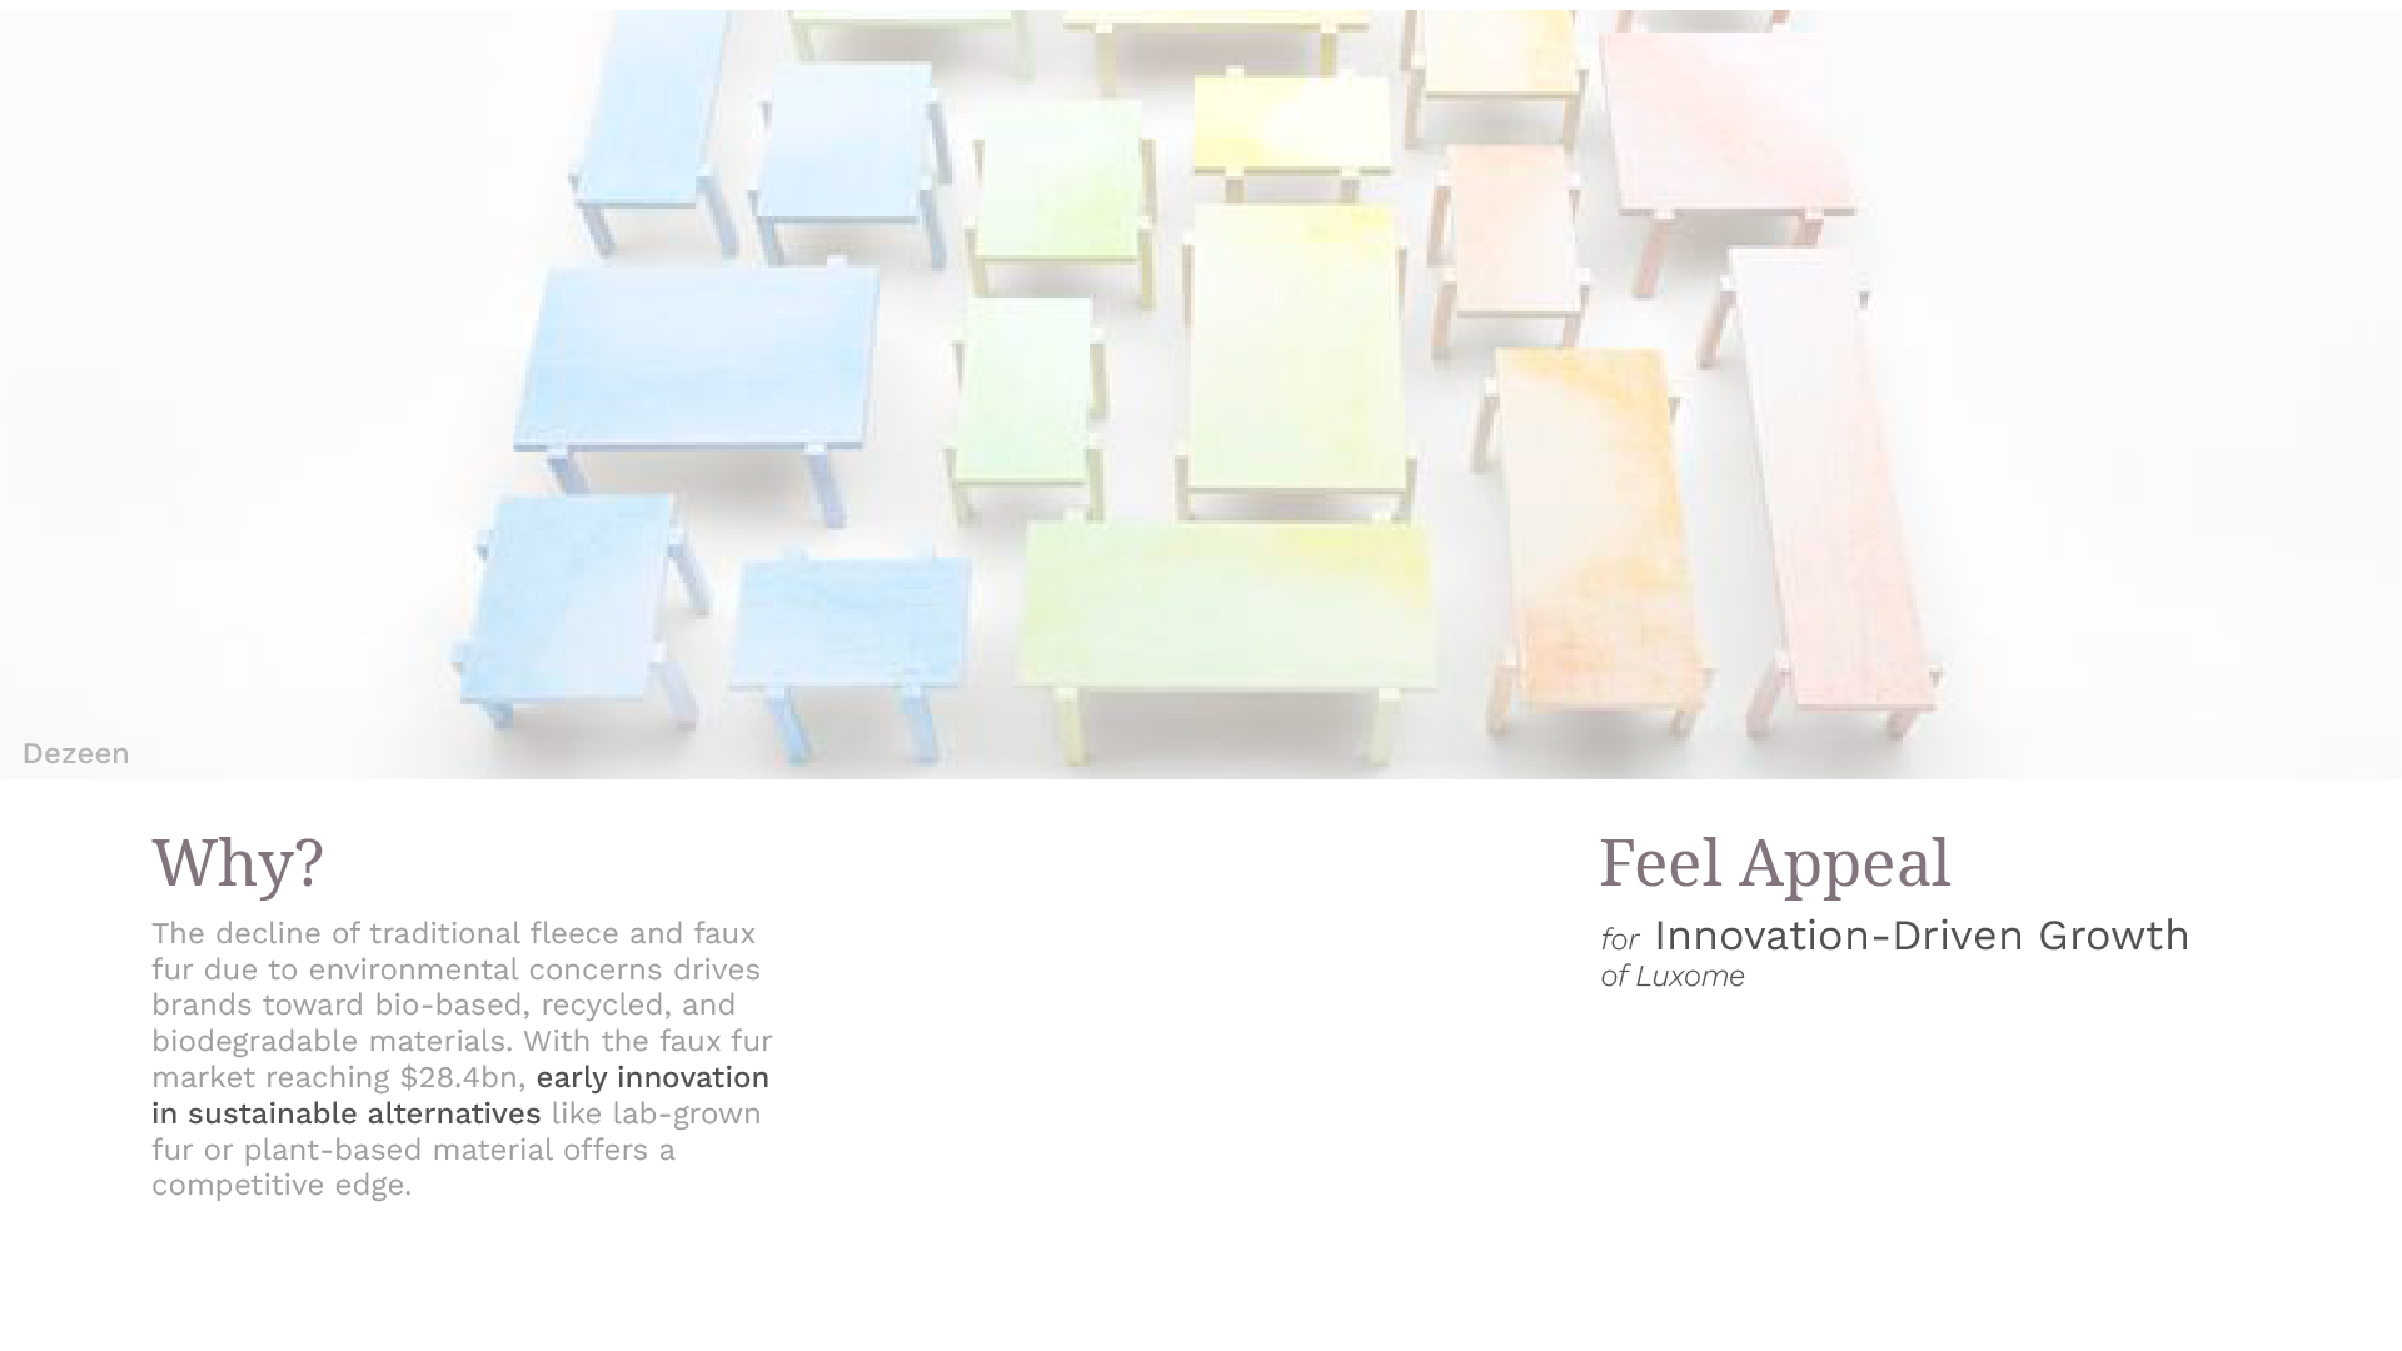 Dezeen
Why?
The decline of traditional fleece and faux
fur due to environmental concerns drives
brands toward bio-based, recycled, and
biodegradable materials. With the faux fur
market reaching $28.4bn, early innovation
in sustainable alternatives like lab-grown
fur or plant-based material offers a
competitive edge.
Feel Appeal
for Innovation-Driven Growth
of Luxome